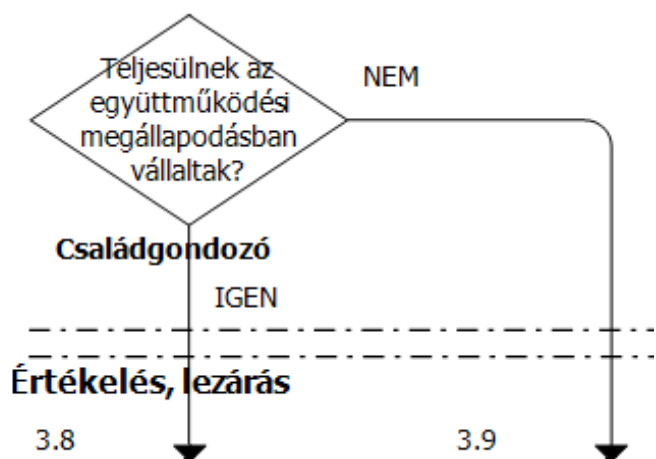 Teljesülnek az
együttműködési
megállapodásban
vállaltak?
NEM
Családgondozó
IGEN
Értékelés, lezárás
3.8
3.9